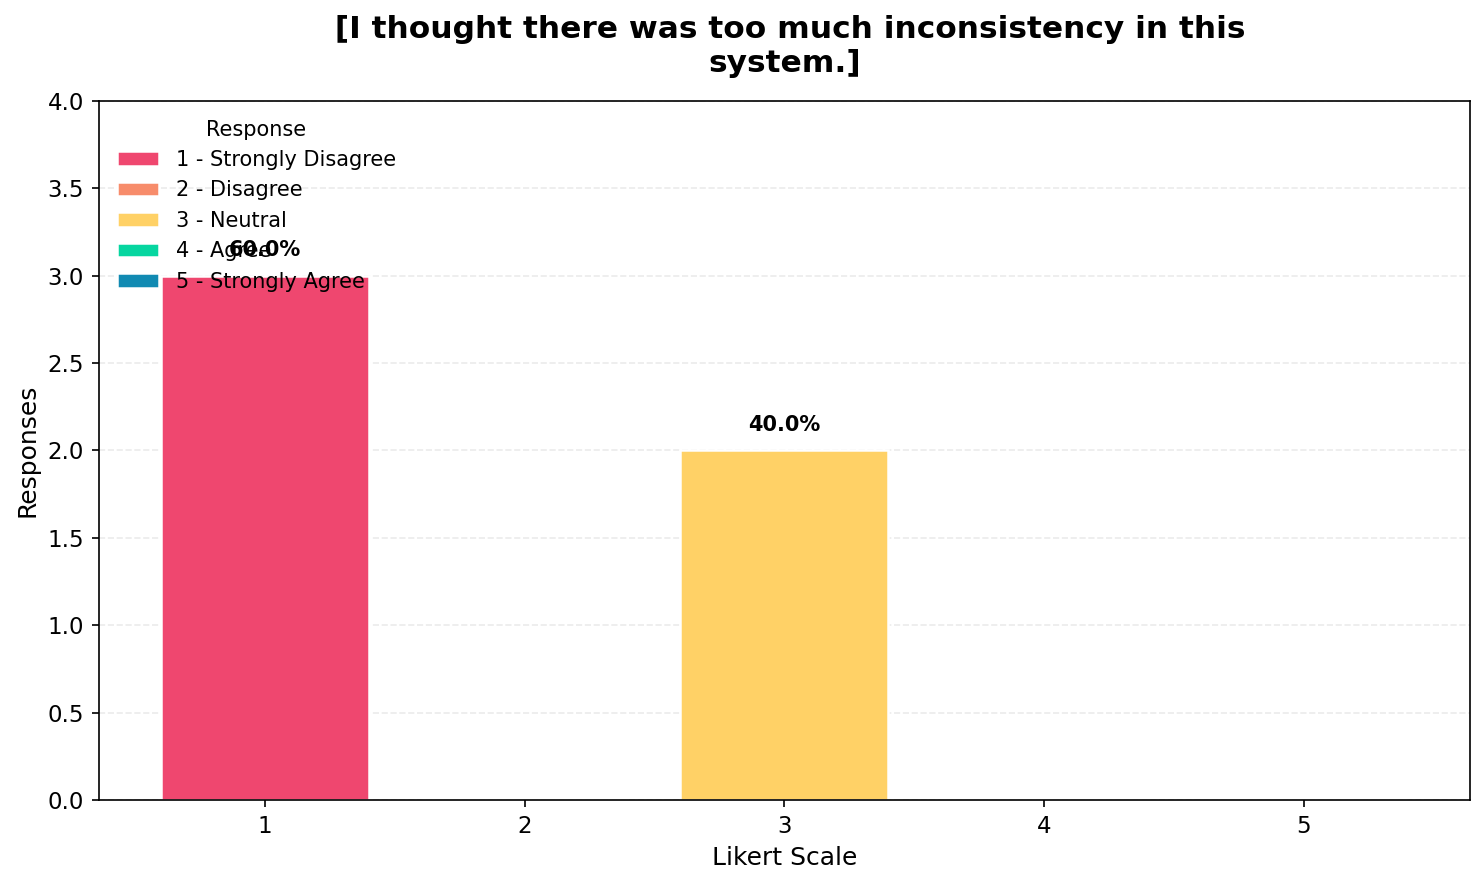 [I thought there was too much inconsistency in this
system.]
4.0
3.5
3.0
2.5
2.0
1.5
1.0
0.5
0.0
Responses
Response
1 - Strongly Disagree
2 - Disagree
3 - Neutral
4 - Agree
5 - Strongly Agree
60.0%
40.0%
1 2 3 4 5
Likert Scale